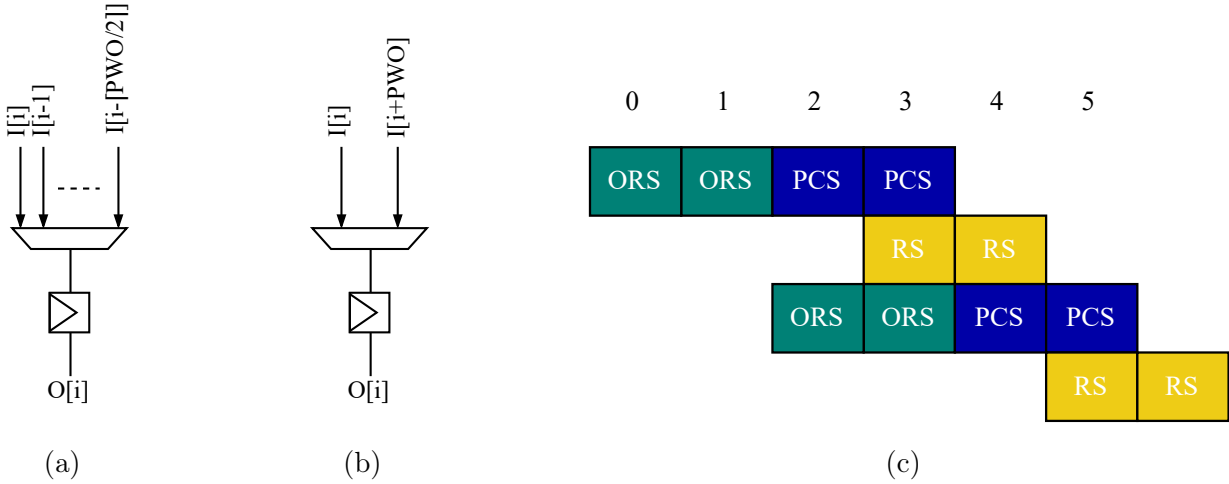 I[i]
I[i-1]
I[i-⌈PWO/2⌉]
O[i]
(a)
I[i]
I[i+PWO]
O[i]
(b)
0 1 2 3 4 5
ORS ORS PCS PCS
RS RS
ORS ORS PCS PCS
RS RS
(c)